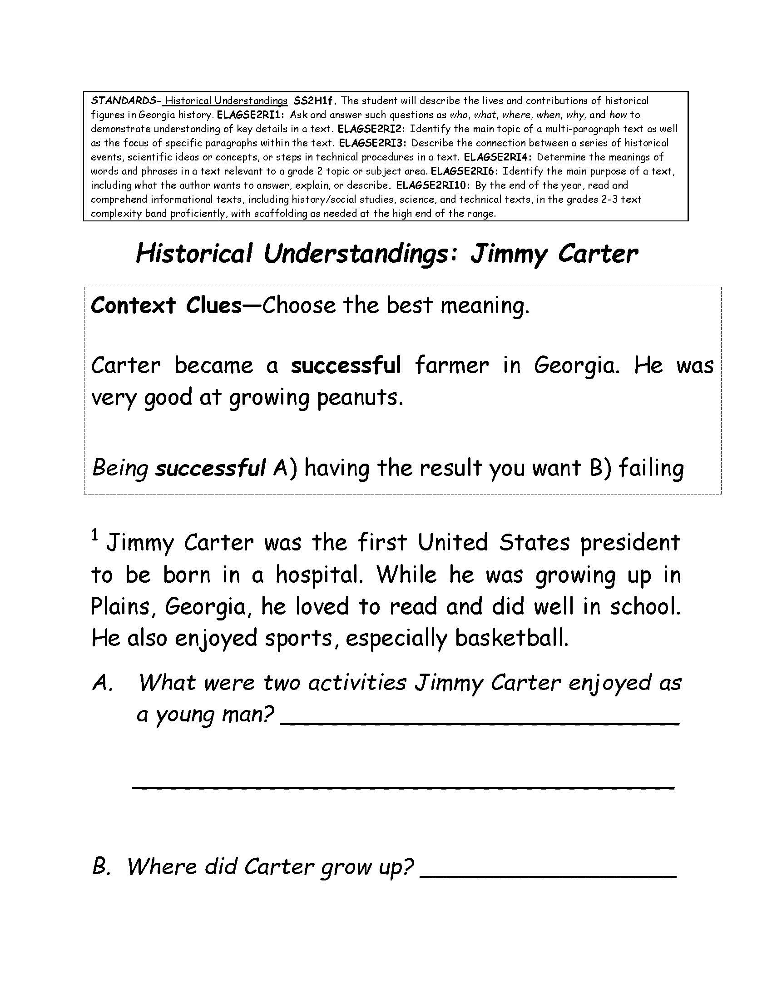 STANDARDS– Historical Understandings SS2H1f. The student will describe the lives and contributions of historical
figures in Georgia history. ELAGSE2RI1: Ask and answer such questions as who, what, where, when, why, and how to
demonstrate understanding of key details in a text. ELAGSE2RI2: Identify the main topic of a multi-paragraph text as well
as the focus of specific paragraphs within the text. ELAGSE2RI3: Describe the connection between a series of historical
events, scientific ideas or concepts, or steps in technical procedures in a text. ELAGSE2RI4: Determine the meanings of
words and phrases in a text relevant to a grade 2 topic or subject area. ELAGSE2RI6: Identify the main purpose of a text,
including what the author wants to answer, explain, or describe. ELAGSE2RI10: By the end of the year, read and
comprehend informational texts, including history/social studies, science, and technical texts, in the grades 2-3 text
complexity band proficiently, with scaffolding as needed at the high end of the range.
Historical Understandings: Jimmy Carter
Context Clues—Choose the best meaning.
Carter became a successful farmer in Georgia. He was
very good at growing peanuts.
Being successful A) having the result you want B) failing
1 Jimmy Carter was the first United States president
to be born in a hospital. While he was growing up in
Plains, Georgia, he loved to read and did well in school.
He also enjoyed sports, especially basketball.
A. What were two activities Jimmy Carter enjoyed as
a young man? ______________________________
______________________________
B. Where did Carter grow up? ____________________